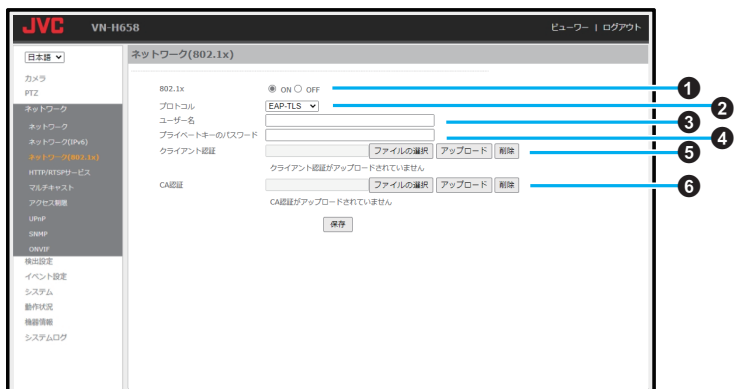 JVC VN-H658 ビューワー | ログアウト
日本語
ネットワーク(802.1x)
カメラ
PTZ
ネットワーク
ネットワーク
ネットワーク(IPv6)
ネットワーク(802.1x)
HTTP/RTSPサービス
マルチキャスト
アクセス制限
UPnP
SNMP
ONVIF
検出設定
イベント設定
システム
動作状況
機器情報
システムログ
802.1x ON OFF 1
プロトコル EAP-TLS 2
ユーザー名 3
プライベートキーのパスワード 4
クライアント認証 ファイルの選択 アップロード 削除 5
クライアント認証がアップロードされていません
CA認証 ファイルの選択 アップロード 削除 6
CA認証がアップロードされていません
保存